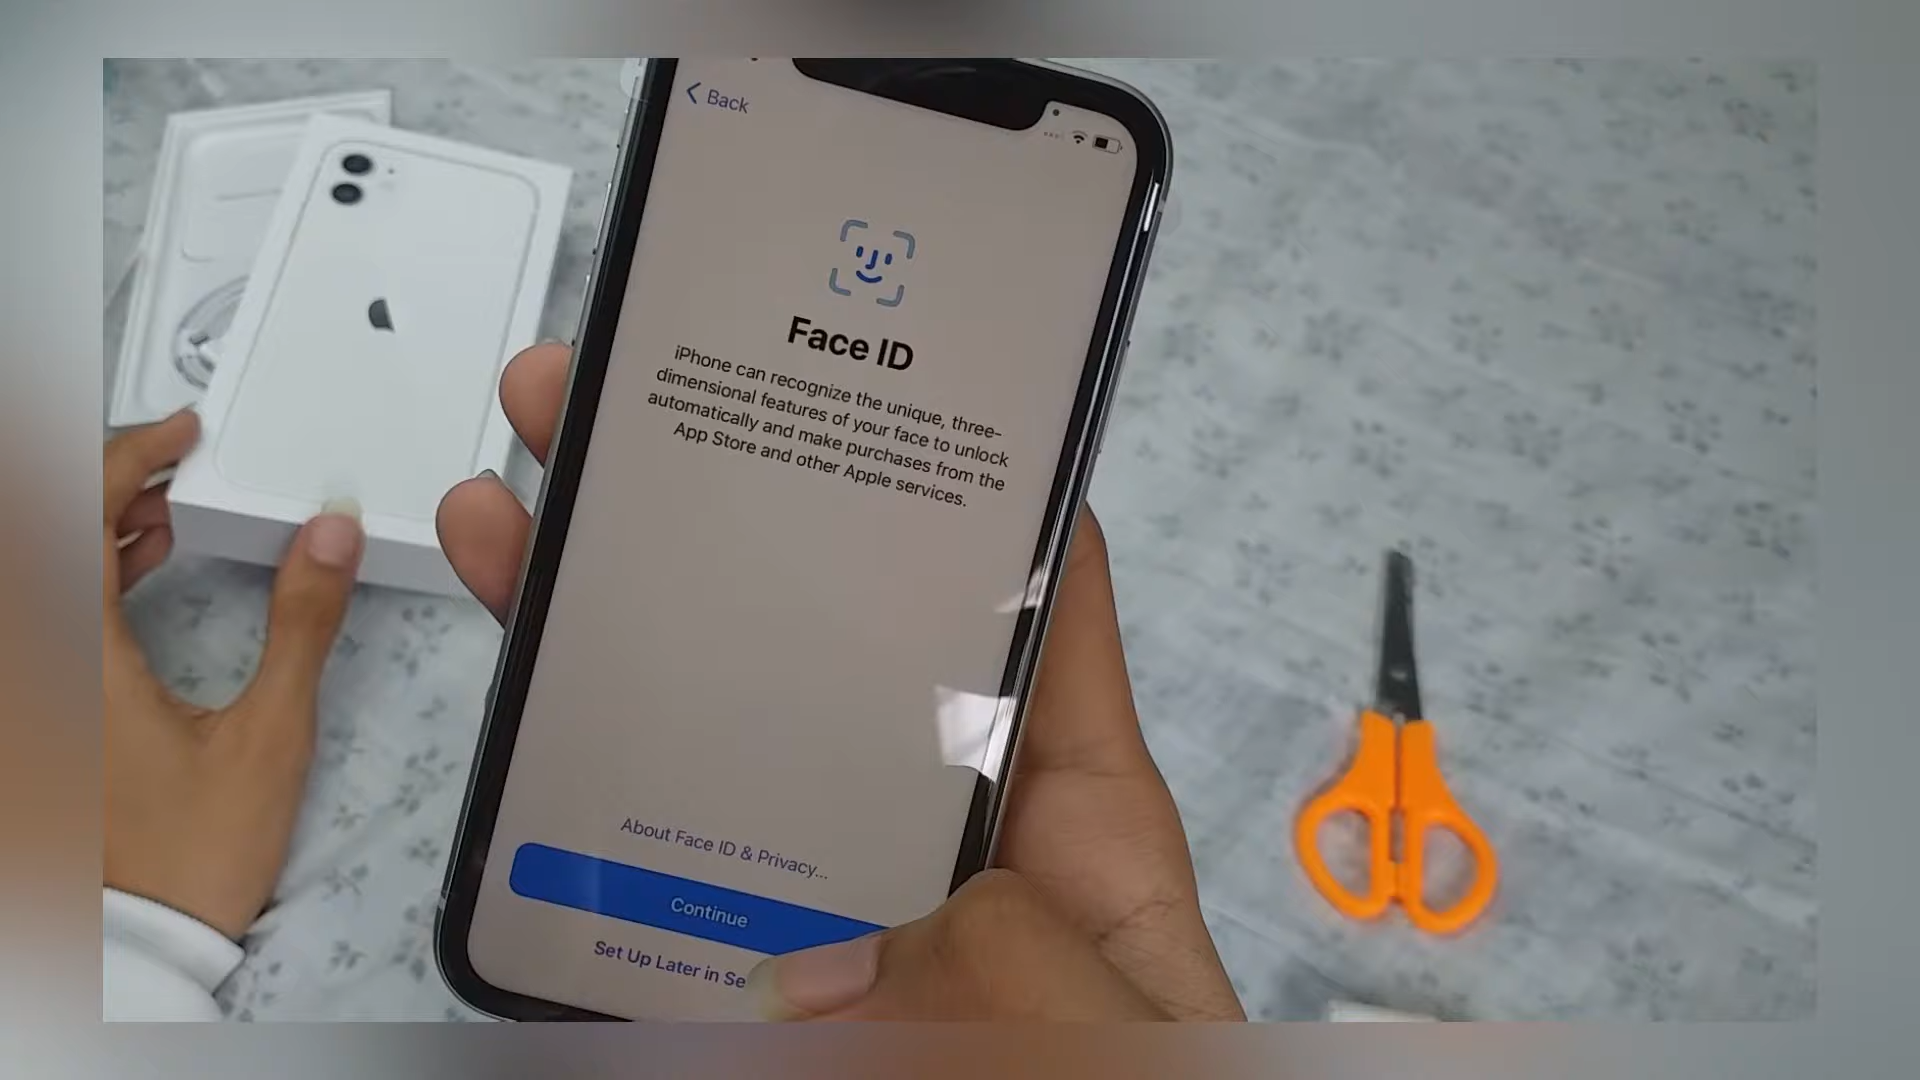 Back
Face ID
iPhone can recognize the unique, three-
dimensional features of your face to unlock
automatically and make purchases from the
App Store and other Apple services.
About Face ID & Privacy...
Continue
Set Up Later in Se